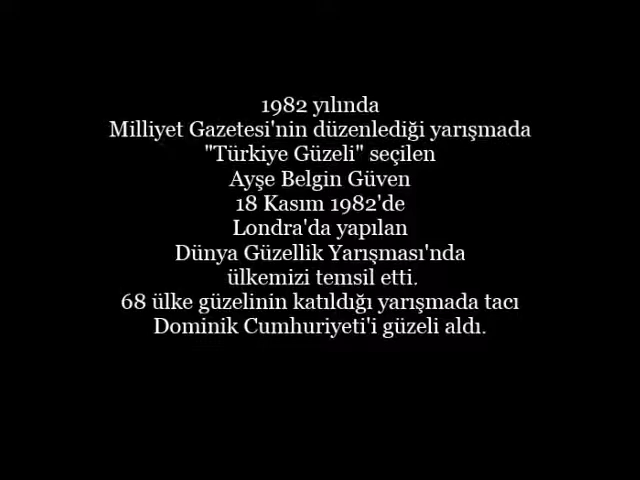 1982 yılında
Milliyet Gazetesi'nin düzenlediği yarışmada
"Türkiye Güzeli" seçilen
Ayşe Belgin Güven
18 Kasım 1982'de
Londra'da yapılan
Dünya Güzellik Yarışması'nda
ülkemizi temsil etti.
68 ülke güzelinin katıldığı yarışmada tacı
Dominik Cumhuriyeti'i güzeli aldı.